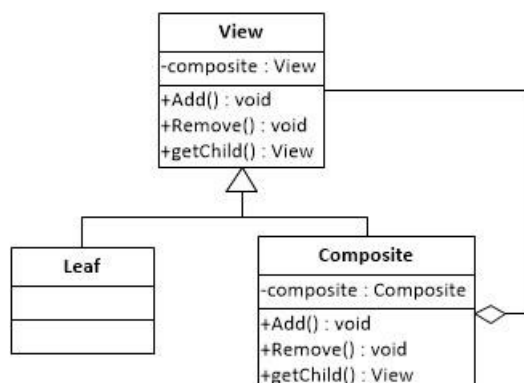 View
-composite : View
+Add() : void
+Remove() : void
+getChild() : View
Leaf
Composite
-composite : Composite
+Add() : void
+Remove() : void
+getChild() : View